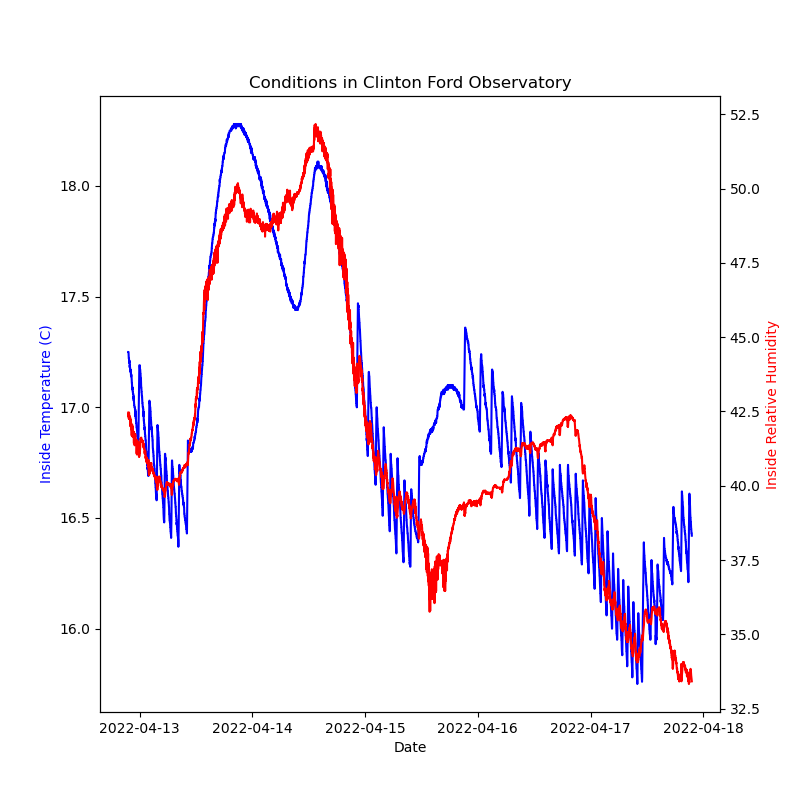 Conditions in Clinton Ford Observatory
Inside Temperature (C)
18.0
17.5
17.0
16.5
16.0
52.5
50.0
47.5
45.0
42.5
40.0
37.5
35.0
32.5
Inside Relative Humidity
2022-04-13 2022-04-14 2022-04-15 2022-04-16 2022-04-17 2022-04-18
Date